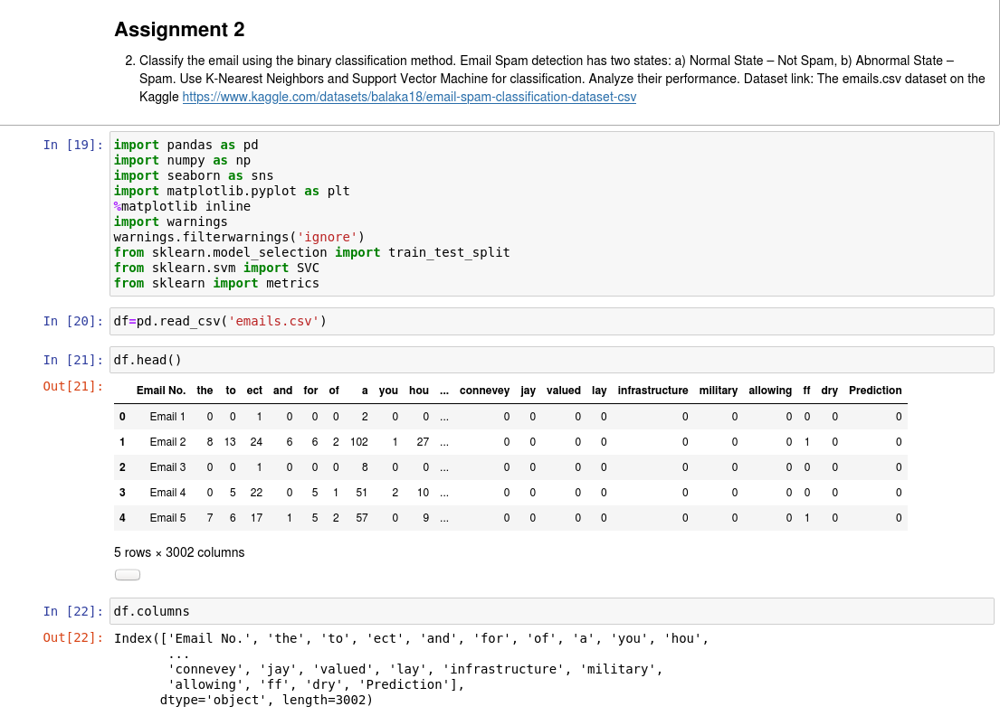 Assignment 2
2. Classify the email using the binary classification method. Email Spam detection has two states: a) Normal State – Not Spam, b) Abnormal State –
Spam. Use K-Nearest Neighbors and Support Vector Machine for classification. Analyze their performance. Dataset link: The emails.csv dataset on the
Kaggle https://www.kaggle.com/datasets/balaka18/email-spam-classification-dataset-csv
In [19]: import pandas as pd
import numpy as np
import seaborn as sns
import matplotlib.pyplot as plt
%matplotlib inline
import warnings
warnings.filterwarnings('ignore')
from sklearn.model_selection import train_test_split
from sklearn.svm import SVC
from sklearn import metrics
In [20]: df=pd.read_csv('emails.csv')
In [21]: df.head()
Out[21]:
Email No. the to ect and for of a you hou ... connevey jay valued lay infrastructure military allowing ff dry Prediction
0 Email 1 0 0 1 0 0 0 2 0 0 ... 0 0 0 0 0 0 0 0 0 0
1 Email 2 8 13 24 6 6 2 102 1 27 ... 0 0 0 0 0 0 0 1 0 0
2 Email 3 0 0 1 0 0 0 8 0 0 ... 0 0 0 0 0 0 0 0 0 0
3 Email 4 0 5 22 0 5 1 51 2 10 ... 0 0 0 0 0 0 0 0 0 0
4 Email 5 7 6 17 1 5 2 57 0 9 ... 0 0 0 0 0 0 0 1 0 0
5 rows × 3002 columns
In [22]: df.columns
Out[22]: Index(['Email No.', 'the', 'to', 'ect', 'and', 'for', 'of', 'a', 'you', 'hou',
...
'connevey', 'jay', 'valued', 'lay', 'infrastructure', 'military',
'allowing', 'ff', 'dry', 'Prediction'],
dtype='object', length=3002)